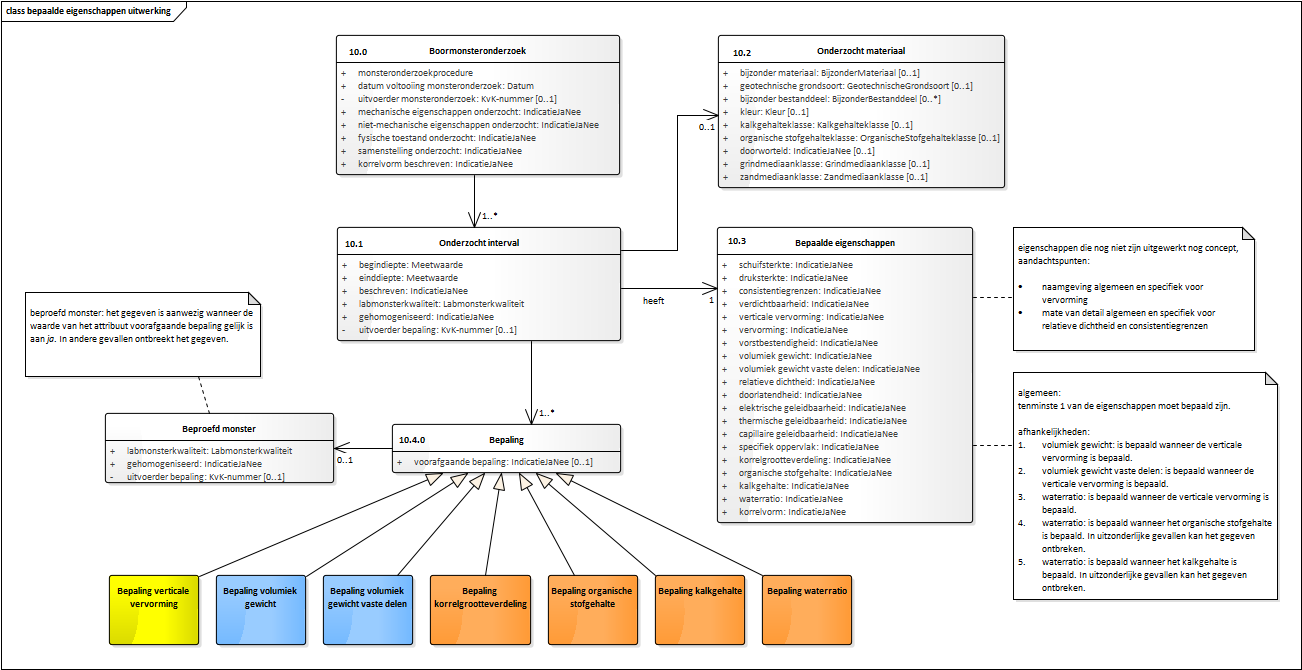 class bepaalde eigenschappen uitwerking
10.0 Boormonsteronderzoek
+ monsteronderzoekprocedure
+ datum voltooiing monsteronderzoek: Datum
- uitvoerder monsteronderzoek: KvK-nummer [0..1]
+ mechanische eigenschappen onderzocht: IndicatieJaNee
+ niet-mechanische eigenschappen onderzocht: IndicatieJaNee
+ fysische toestand onderzocht: IndicatieJaNee
+ samenstelling onderzocht: IndicatieJaNee
+ korrelvorm beschreven: IndicatieJaNee
10.2 Onderzocht materiaal
+ bijzonder materiaal: BijzonderMateriaal [0..1]
+ geotechnische grondsoort: GeotechnischeGrondsoort [0..1]
+ bijzonder bestanddeel: BijzonderBestanddeel [0..*]
+ kleur: Kleur [0..1]
+ kalkgehalteklasse: Kalkgehalteklasse [0..1]
+ organische stofgehalteklasse: OrganischeStofgehalteklasse [0..1]
+ doorworteld: IndicatieJaNee [0..1]
+ grindmediaanklasse: Grindmediaanklasse [0..1]
+ zandmediaanklasse: Zandmediaanklasse [0..1]
0..1
1..*
10.1 Onderzocht interval
+ begindiepte: Meetwaarde
+ einddiepte: Meetwaarde
+ beschreven: IndicatieJaNee
+ labmonsterkwaliteit: Labmonsterkwaliteit
+ gehomogeniseerd: IndicatieJaNee
- uitvoerder bepaling: KvK-nummer [0..1]
heeft
1
10.3 Bepaalde eigenschappen
+ schuifsterkte: IndicatieJaNee
+ druksterkte: IndicatieJaNee
+ consistentiegrenzen: IndicatieJaNee
+ verdichtbaarheid: IndicatieJaNee
+ verticale vervorming: IndicatieJaNee
+ vervorming: IndicatieJaNee
+ vorstbestendigheid: IndicatieJaNee
+ volumiek gewicht: IndicatieJaNee
+ volumiek gewicht vaste delen: IndicatieJaNee
+ relatieve dichtheid: IndicatieJaNee
+ doorlatendheid: IndicatieJaNee
+ elektrische geleidbaarheid: IndicatieJaNee
+ thermische geleidbaarheid: IndicatieJaNee
+ capillaire geleidbaarheid: IndicatieJaNee
+ specifiek oppervlak: IndicatieJaNee
+ korrelgrootteverdeling: IndicatieJaNee
+ organische stofgehalte: IndicatieJaNee
+ kalkgehalte: IndicatieJaNee
+ waterratio: IndicatieJaNee
+ korrelvorm: IndicatieJaNee
eigenschappen die nog niet zijn uitgewerkt nog concept,
aandachtspunten:
• naamgeving algemeen en specifiek voor
vervorming
• mate van detail algemeen en specifiek voor
relatieve dichtheid en consistentiegrenzen
algemeen:
tenminste 1 van de eigenschappen moet bepaald zijn.
afhankelijkheden:
1. volumiek gewicht: is bepaald wanneer de verticale
vervorming is bepaald.
2. volumiek gewicht vaste delen: is bepaald wanneer de
verticale vervorming is bepaald.
3. waterratio: is bepaald wanneer de verticale vervorming is
bepaald.
4. waterratio: is bepaald wanneer het organische stofgehalte
is bepaald. In uitzonderlijke gevallen kan het gegeven
ontbreken.
5. waterratio: is bepaald wanneer het kalkgehalte is
bepaald. In uitzonderlijke gevallen kan het gegeven
ontbreken.
beproefd monster: het gegeven is aanwezig wanneer de
waarde van het attribuut voorafgaande bepaling gelijk is
aan ja. In andere gevallen ontbreekt het gegeven.
1..*
Beproefd monster
+ labmonsterkwaliteit: Labmonsterkwaliteit
+ gehomogeniseerd: IndicatieJaNee
- uitvoerder bepaling: KvK-nummer [0..1]
0..1
10.4.0 Bepaling
+ voorafgaande bepaling: IndicatieJaNee [0..1]
Bepaling verticale
vervorming
Bepaling volumiek
gewicht
Bepaling volumiek
gewicht vaste delen
Bepaling
korrelgrootteverdeling
Bepaling organische
stofgehalte
Bepaling kalkgehalte
Bepaling waterratio